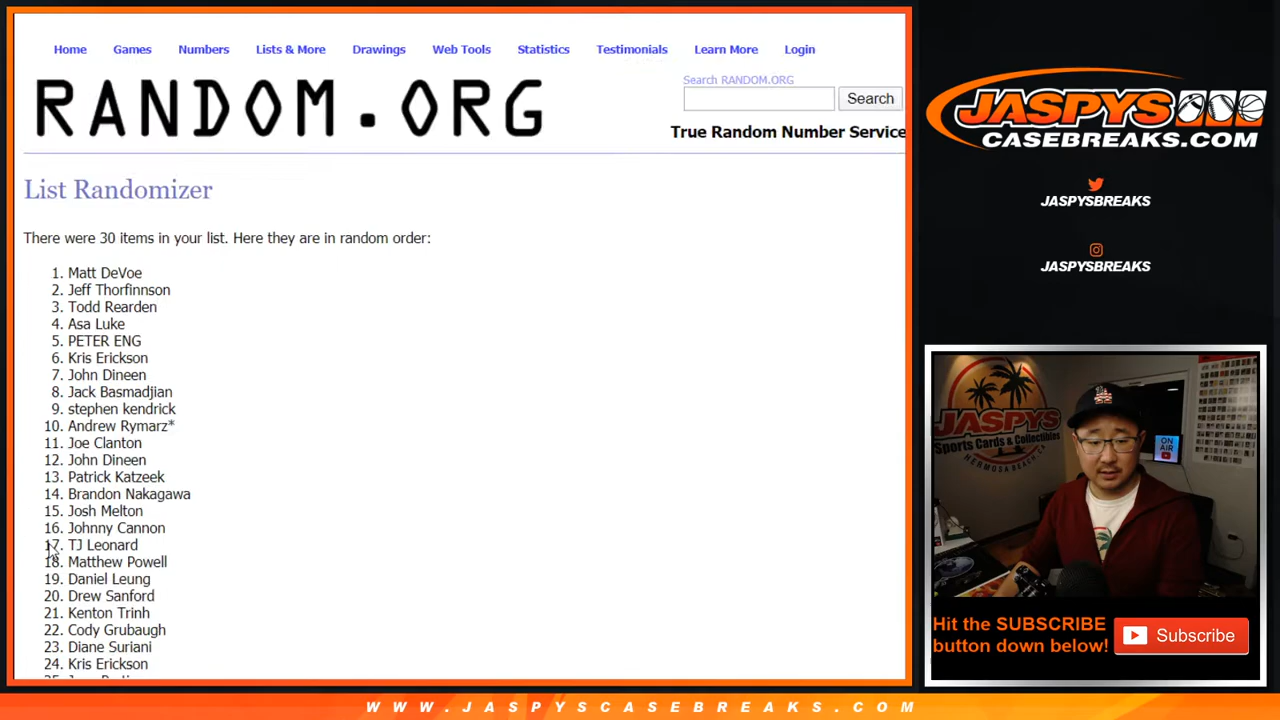 Home Games Numbers Lists & More Drawings Web Tools Statistics Testimonials Learn More Login
RANDOM.ORG
Search RANDOM.ORG
Search
True Random Number Service
List Randomizer
There were 30 items in your list. Here they are in random order:
1. Matt DeVoe
2. Jeff Thorfinnson
3. Todd Rearden
4. Asa Luke
5. PETER ENG
6. Kris Erickson
7. John Dineen
8. Jack Basmadjian
9. stephen kendrick
10. Andrew Rymarz*
11. Joe Clanton
12. John Dineen
13. Patrick Katzeek
14. Brandon Nakagawa
15. Josh Melton
16. Johnny Cannon
17. TJ Leonard
18. Matthew Powell
19. Daniel Leung
20. Drew Sanford
21. Kenton Trinh
22. Cody Grubaugh
23. Diane Suriani
24. Kris Erickson
JASPYS
CASEBREAKS.COM
JASPYSBREAKS
JASPYSBREAKS
JASPYS
Sports Cards & Collectibles
HERMOSA BEACH, CA
ON AIR
Hit the SUBSCRIBE
button down below!
Subscribe
WWW.JASPYSCASEBREAKS.COM